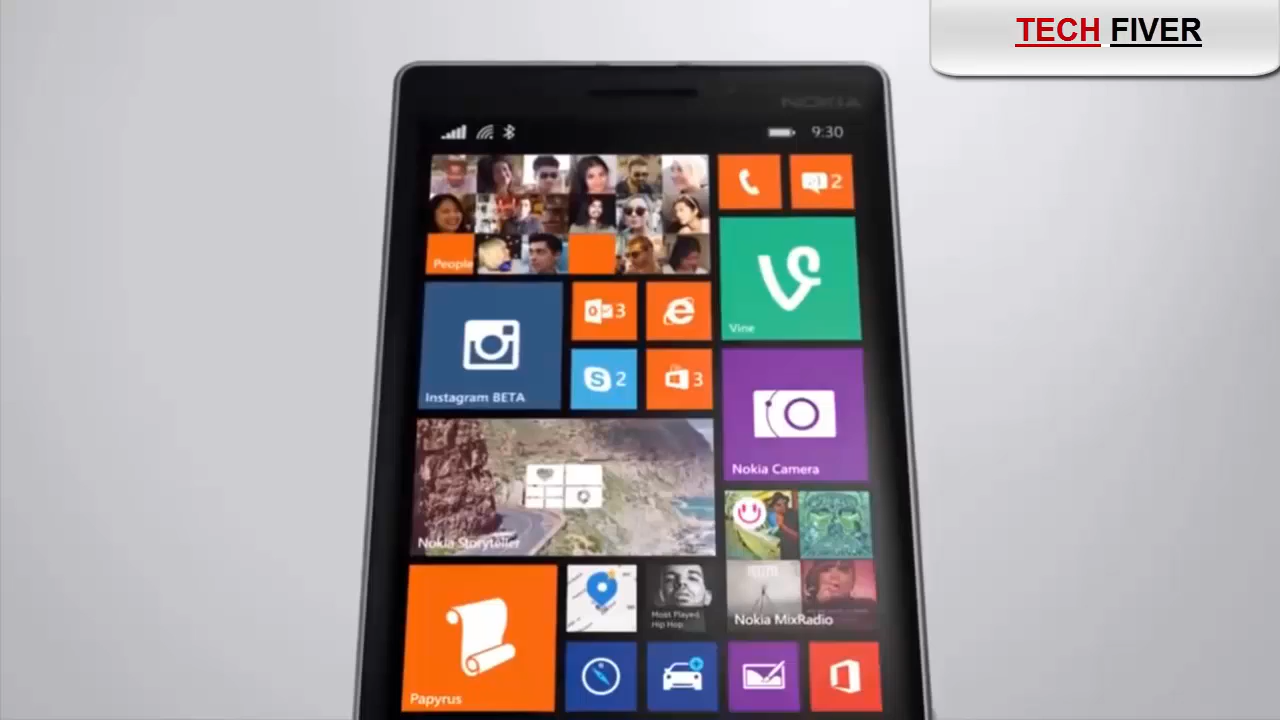 TECH FIVER
NOKIA
9:30
People
2
Vine
3
Instagram BETA
S 2
3
Nokia Camera
Nokia Storyteller
Most Played
Hip Hop
Nokia MixRadio
Papyrus